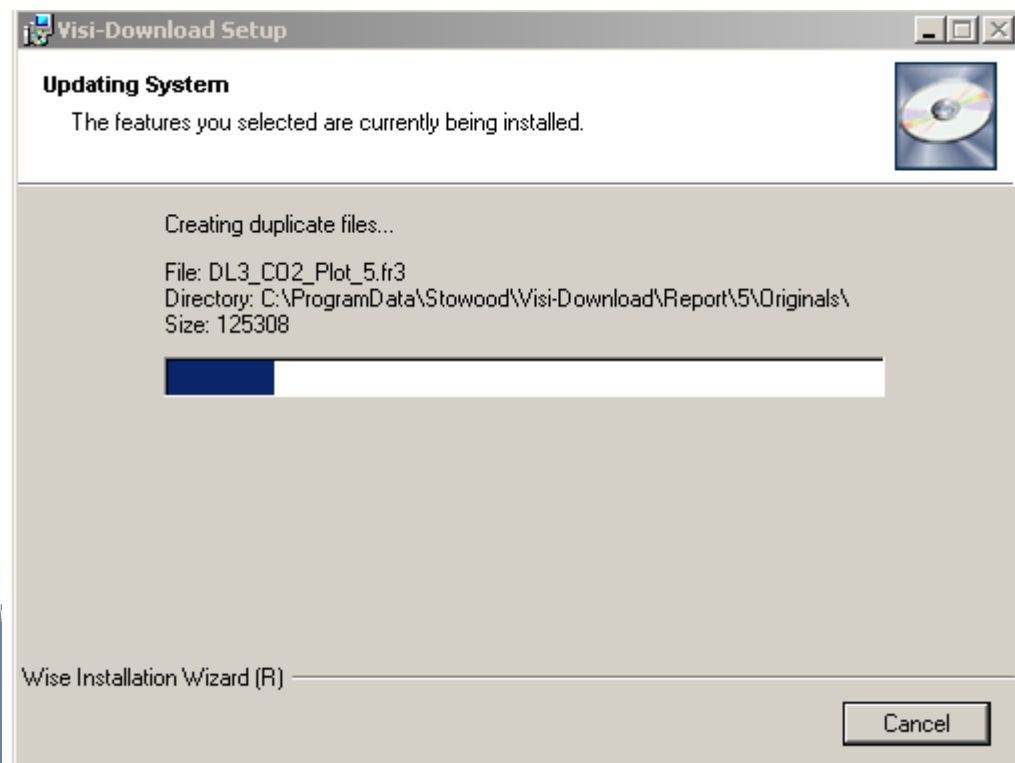 Visi-Download Setup
Updating System
The features you selected are currently being installed.
Creating duplicate files...
File: DL3_CO2_Plot_5.fr3
Directory: C:\ProgramData\Stowood\Visi-Download\Report\5\Originals\
Size: 125308
Wise Installation Wizard (R)
Cancel